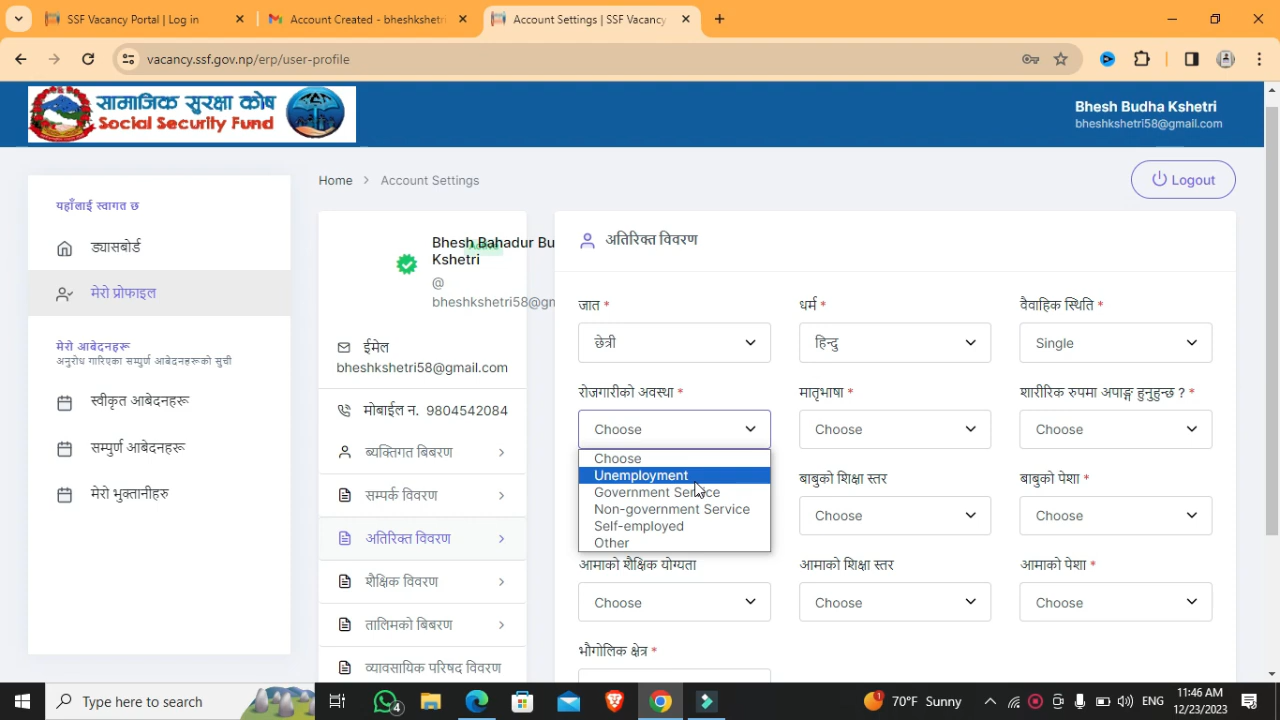 SSF Vacancy Portal | Log in
Account Created - bheshkshetri
Account Settings | SSF Vacancy
vacancy.ssf.gov.np/erp/user-profile
सामाजिक सुरक्षा कोष
Social Security Fund
Bhesh Budha Kshetri
bheshkshetri58@gmail.com
यहाँलाई स्वागत छ
ड्यासबोर्ड
मेरो प्रोफाइल
मेरो आबेदनहरू
अनुरोध गारिएका सम्पुर्ण आबेदनहरूको सुची
स्वीकृत आबेदनहरू
सम्पुर्ण आबेदनहरू
मेरो भुक्तानीहरु
Home > Account Settings
Logout
Bhesh Bahadur Bu
Kshetri
@
bheshkshetri58@gm
ईमेल
bheshkshetri58@gmail.com
मोबाईल न. 9804542084
ब्यक्तिगत बिबरण
सम्पर्क विवरण
अतिरिक्त विवरण
शैक्षिक विवरण
तालिमको बिबरण
व्यावसायिक परिषद विवरण
अतिरिक्त विवरण
जात * धर्म * वैवाहिक स्थिति *
छेत्री हिन्दु Single
रोजगारीको अवस्था * मातृभाषा * शारीरिक रुपमा अपाङ्ग हुनुहुन्छ ? *
Choose Choose Choose
Choose
Unemployment
Government Service
Non-government Service
Self-employed
Other
बाबुको शिक्षा स्तर बाबुको पेशा *
Choose Choose
आमाको शैक्षिक योग्यता आमाको शिक्षा स्तर आमाको पेशा *
Choose Choose Choose
भौगोलिक क्षेत्र *
Type here to search
4
1
70°F Sunny
ENG
11:46 AM
12/23/2023